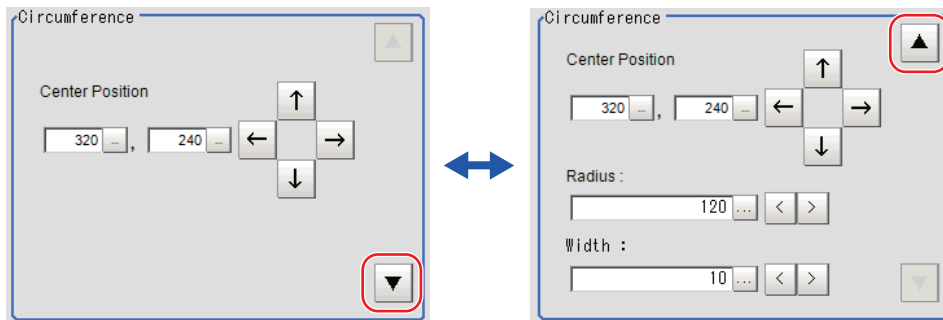 Circumference
▲
Center Position
↑
320 ... , 240 ... ← →
↓
▼
Circumference
▲
Center Position
↑
320 ... , 240 ... ← →
↓
Radius :
120 ... < >
Width :
10 ... < >
▼